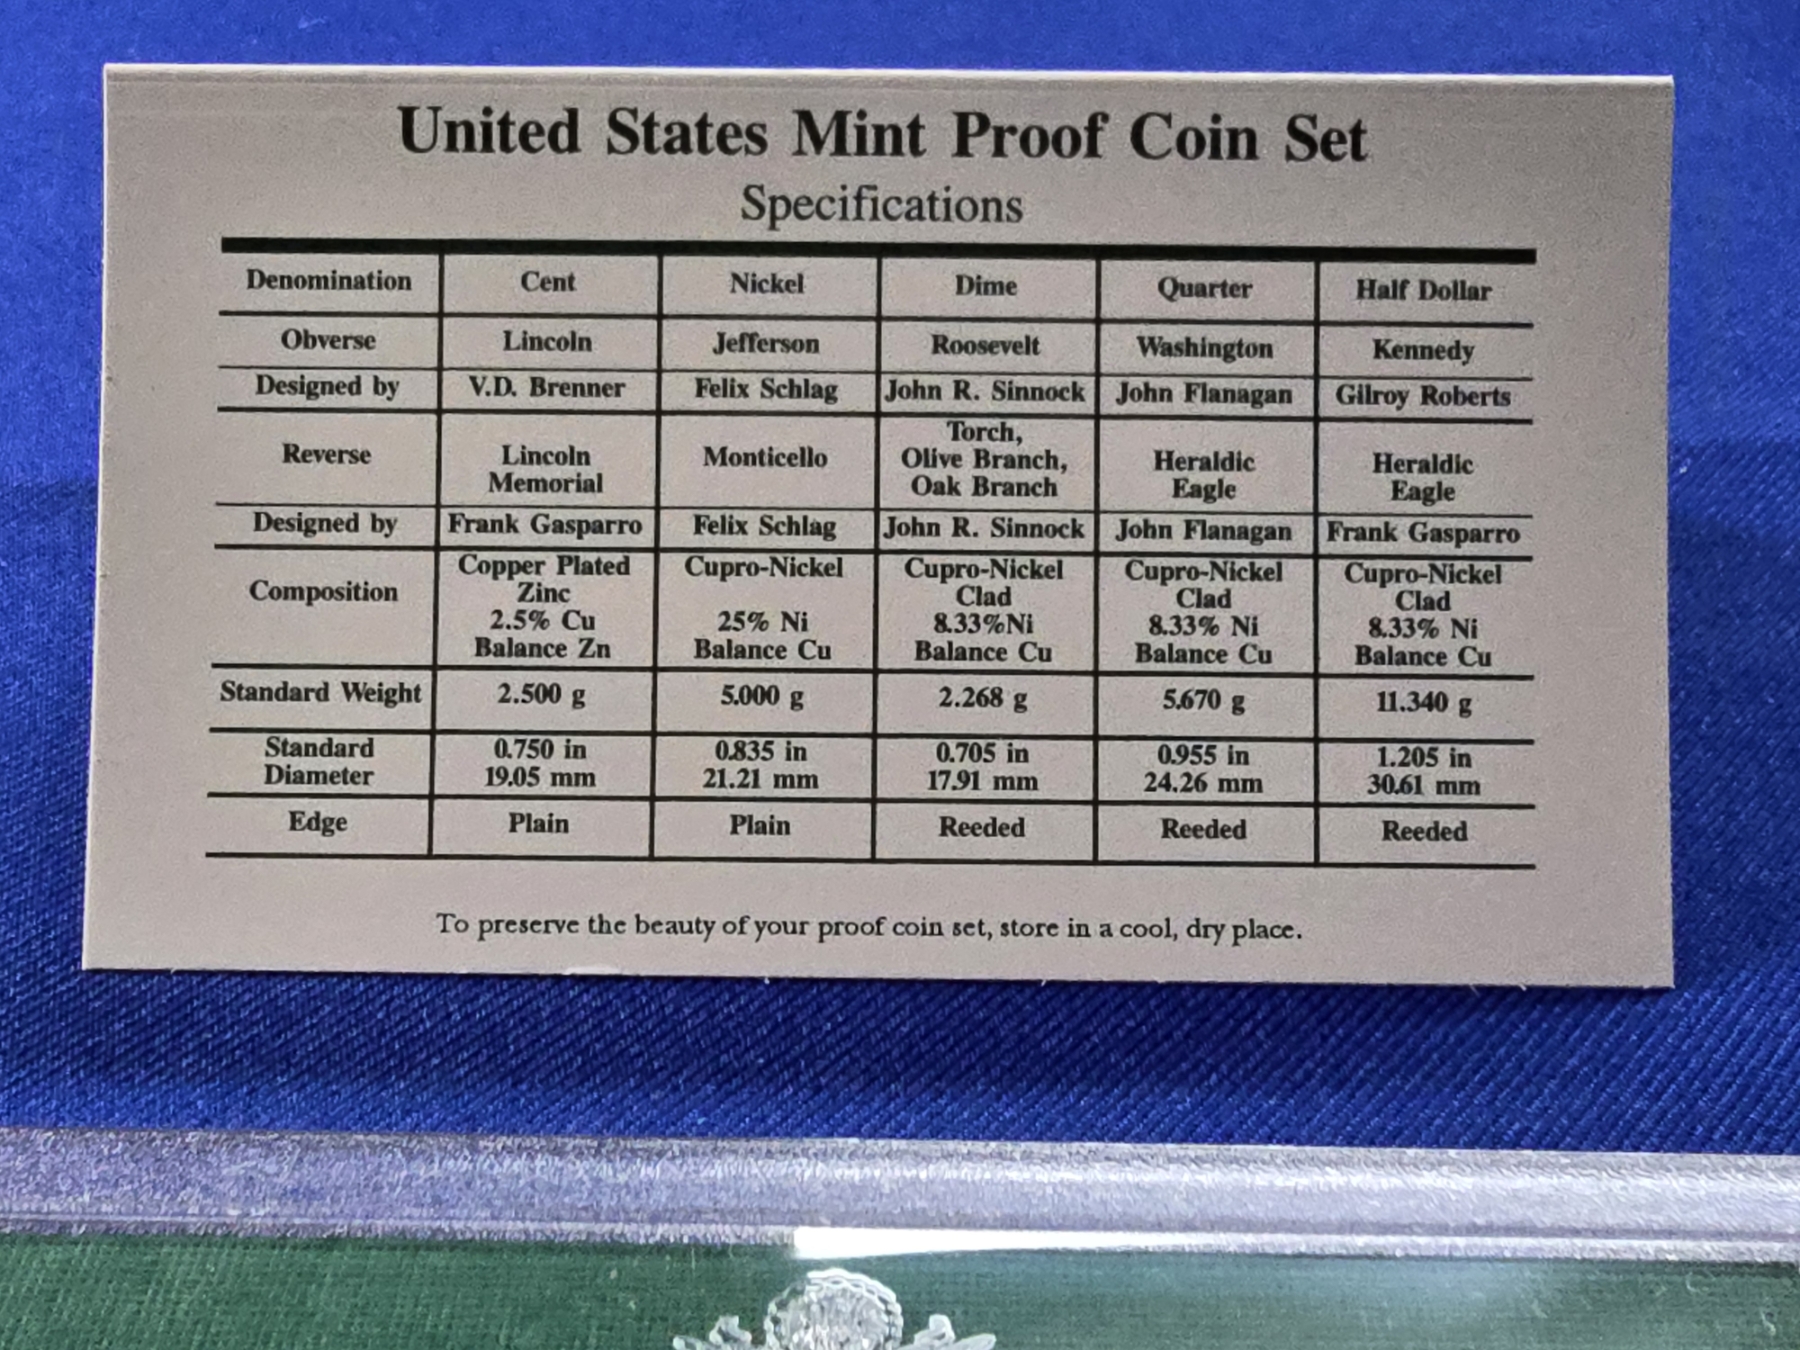 United States Mint Proof Coin Set
Specifications
Denomination Cent Nickel Dime Quarter Half Dollar
Obverse Lincoln Jefferson Roosevelt Washington Kennedy
Designed by V.D. Brenner Felix Schlag John R. Sinnock John Flanagan Gilroy Roberts
Reverse Lincoln Memorial Monticello Torch, Olive Branch, Oak Branch Heraldic Eagle Heraldic Eagle
Designed by Frank Gasparro Felix Schlag John R. Sinnock John Flanagan Frank Gasparro
Composition Copper Plated Zinc 2.5% Cu Balance Zn Cupro-Nickel 25% Ni Balance Cu Cupro-Nickel Clad 8.33%Ni Balance Cu Cupro-Nickel Clad 8.33% Ni Balance Cu Cupro-Nickel Clad 8.33% Ni Balance Cu
Standard Weight 2.500 g 5.000 g 2.268 g 5.670 g 11.340 g
Standard Diameter 0.750 in 19.05 mm 0.835 in 21.21 mm 0.705 in 17.91 mm 0.955 in 24.26 mm 1.205 in 30.61 mm
Edge Plain Plain Reeded Reeded Reeded
To preserve the beauty of your proof coin set, store in a cool, dry place.